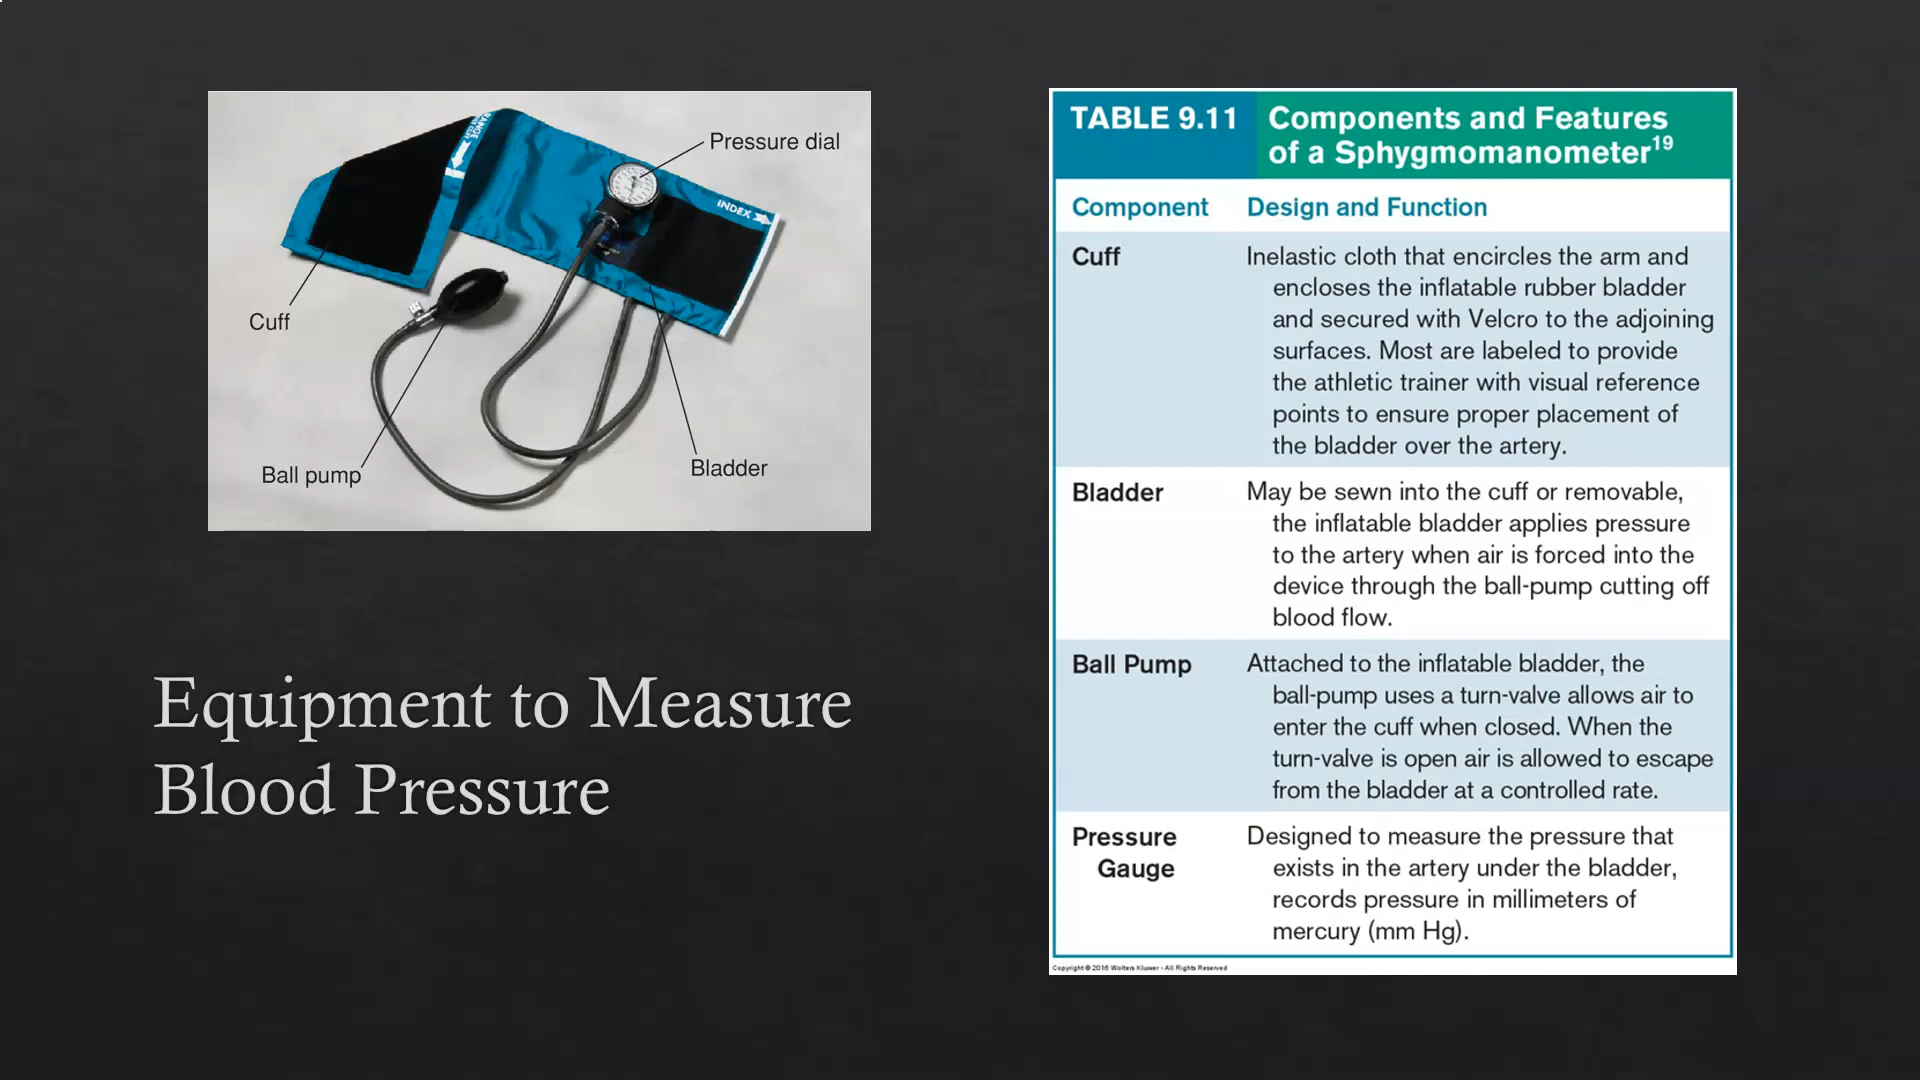 RANGE
INDEX
Pressure dial
Cuff
Ball pump
Bladder
Equipment to Measure
Blood Pressure
TABLE 9.11
Components and Features
of a Sphygmomanometer19
Component
Design and Function
Cuff
Inelastic cloth that encircles the arm and
encloses the inflatable rubber bladder
and secured with Velcro to the adjoining
surfaces. Most are labeled to provide
the athletic trainer with visual reference
points to ensure proper placement of
the bladder over the artery.
Bladder
May be sewn into the cuff or removable,
the inflatable bladder applies pressure
to the artery when air is forced into the
device through the ball-pump cutting off
blood flow.
Ball Pump
Attached to the inflatable bladder, the
ball-pump uses a turn-valve allows air to
enter the cuff when closed. When the
turn-valve is open air is allowed to escape
from the bladder at a controlled rate.
Pressure
Gauge
Designed to measure the pressure that
exists in the artery under the bladder,
records pressure in millimeters of
mercury (mm Hg).
Copyright © 2016 Wolters Kluwer - All Rights Reserved